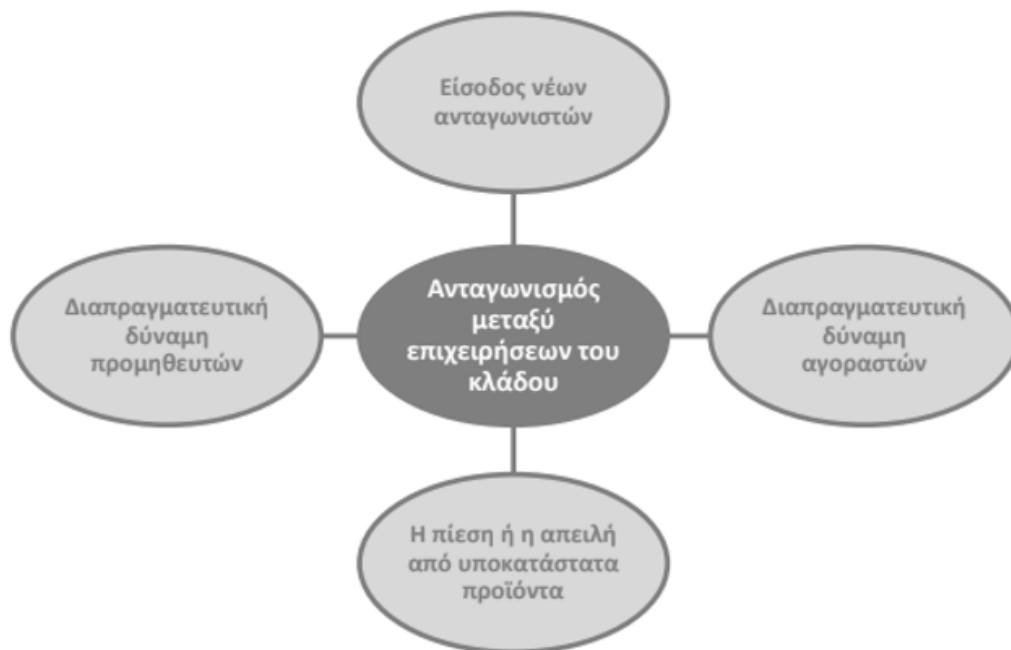 Είσοδος νέων
ανταγωνιστών
Διαπραγματευτική
δύναμη
προμηθευτών
Ανταγωνισμός
μεταξύ
επιχειρήσεων του
κλάδου
Διαπραγματευτική
δύναμη
αγοραστών
Η πίεση ή η απειλή
από υποκατάστατα
προϊόντα